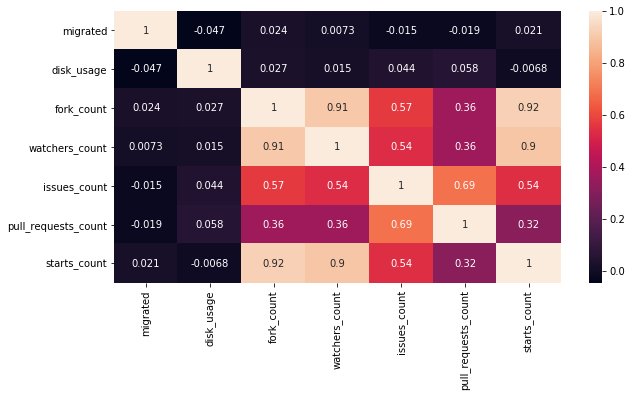 migrated 1 -0.047 0.024 0.0073 -0.015 -0.019 0.021
disk_usage -0.047 1 0.027 0.015 0.044 0.058 -0.0068
fork_count 0.024 0.027 1 0.91 0.57 0.36 0.92
watchers_count 0.0073 0.015 0.91 1 0.54 0.36 0.9
issues_count -0.015 0.044 0.57 0.54 1 0.69 0.54
pull_requests_count -0.019 0.058 0.36 0.36 0.69 1 0.32
starts_count 0.021 -0.0068 0.92 0.9 0.54 0.32 1
migrated
disk_usage
fork_count
watchers_count
issues_count
pull_requests_count
starts_count
1.0
0.8
0.6
0.4
0.2
0.0